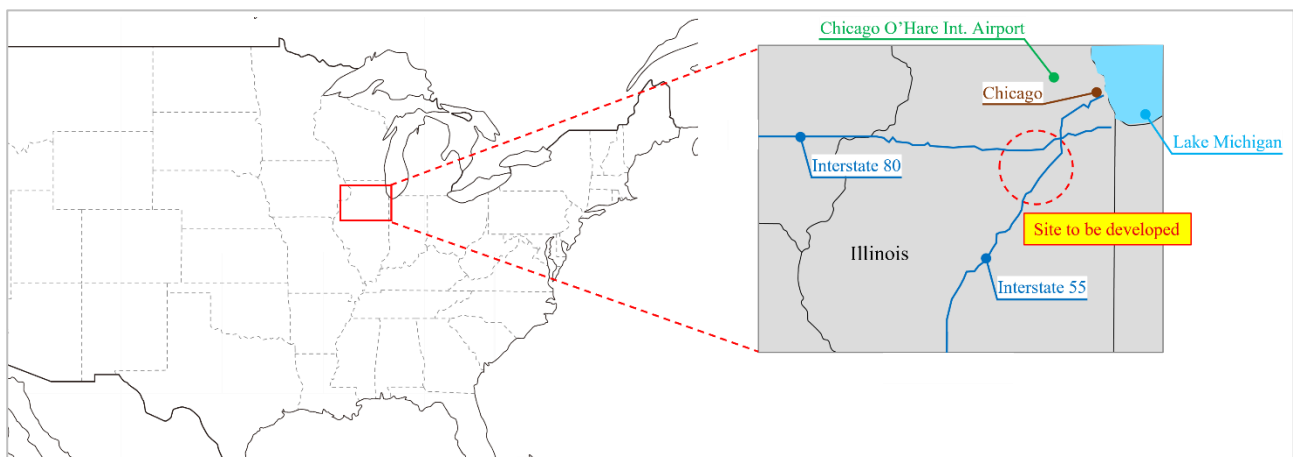 Chicago O'Hare Int. Airport
Chicago
Lake Michigan
Interstate 80
Site to be developed
Illinois
Interstate 55